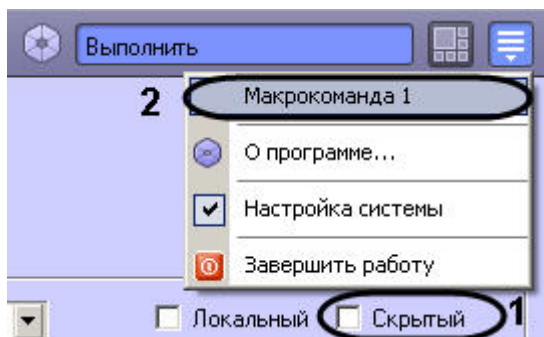 Выполнить
2 Макрокоманда 1
О программе...
Настройка системы
Завершить работу
Локальный Скрытый 1